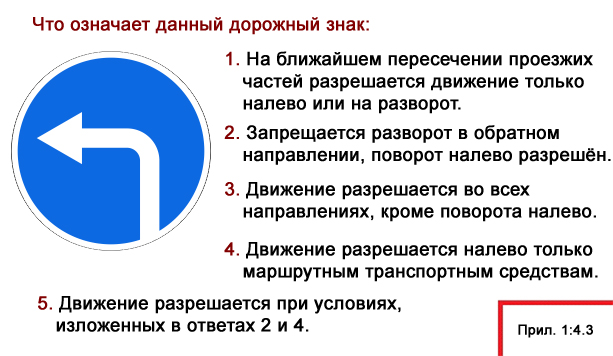 Что означает данный дорожный знак:
1. На ближайшем пересечении проезжих
частей разрешается движение только
налево или на разворот.
2. Запрещается разворот в обратном
направлении, поворот налево разрешён.
3. Движение разрешается во всех
направлениях, кроме поворота налево.
4. Движение разрешается налево только
маршрутным транспортным средствам.
5. Движение разрешается при условиях,
изложенных в ответах 2 и 4.
Прил. 1:4.3